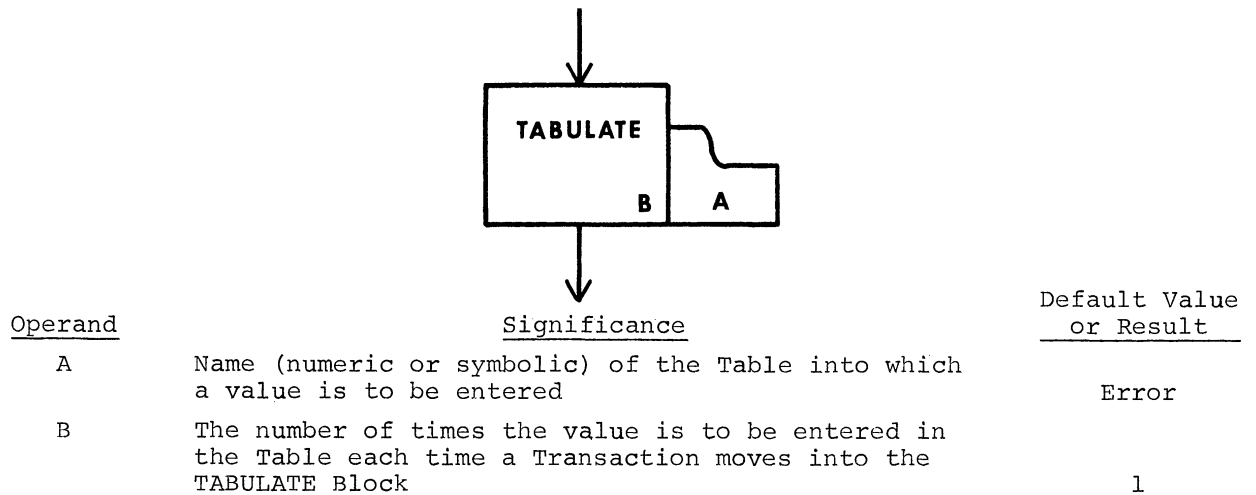 TABULATE
B A
Default Value
Operand Significance or Result
A Name (numeric or symbolic) of the Table into which
a value is to be entered Error
B The number of times the value is to be entered in
the Table each time a Transaction moves into the
TABULATE Block 1